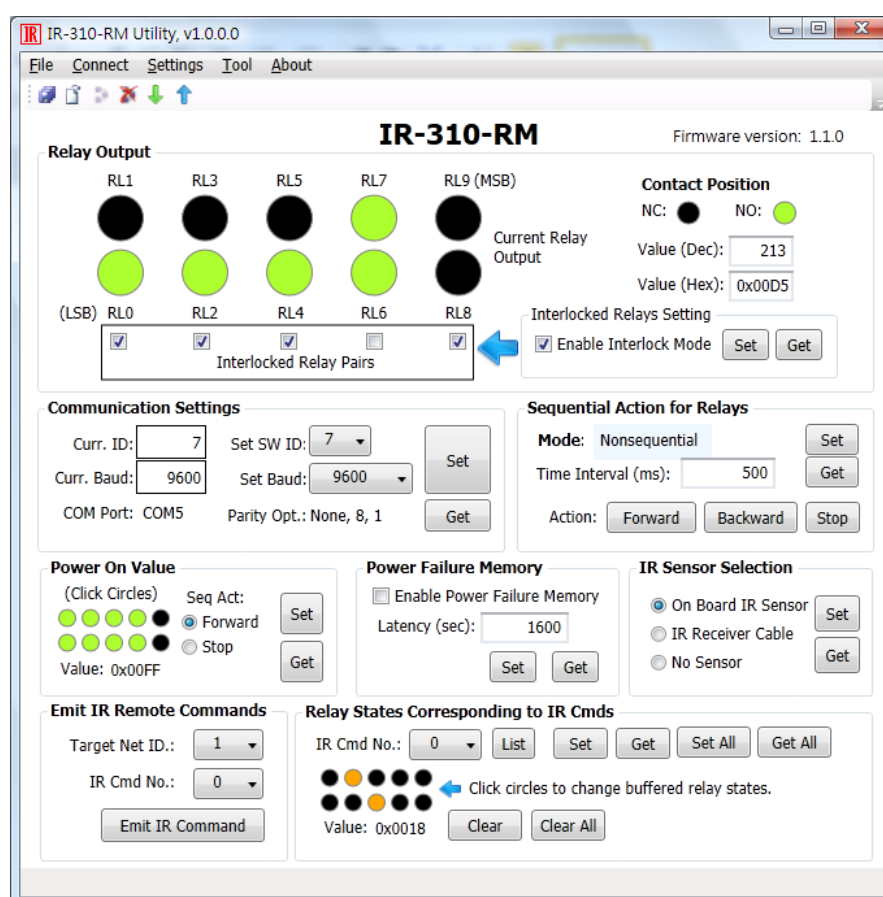 IR IR-310-RM Utility, v1.0.0.0
File Connect Settings Tool About
IR-310-RM
Firmware version: 1.1.0
Relay Output
RL1 RL3 RL5 RL7 RL9 (MSB)
Current Relay
Output
(LSB) RL0 RL2 RL4 RL6 RL8
Interlocked Relay Pairs
Contact Position
NC: NO:
Value (Dec): 213
Value (Hex): 0x00D5
Interlocked Relays Setting
Enable Interlock Mode Set Get
Communication Settings
Curr. ID: 7 Set SW ID: 7
Curr. Baud: 9600 Set Baud: 9600 Set
COM Port: COM5 Parity Opt.: None, 8, 1 Get
Sequential Action for Relays
Mode: Nonsequential Set
Time Interval (ms): 500 Get
Action: Forward Backward Stop
Power On Value
(Click Circles) Seq Act:
Forward Set
Stop
Value: 0x00FF Get
Power Failure Memory
Enable Power Failure Memory
Latency (sec): 1600
Set Get
IR Sensor Selection
On Board IR Sensor Set
IR Receiver Cable
No Sensor Get
Emit IR Remote Commands
Target Net ID.: 1
IR Cmd No.: 0
Emit IR Command
Relay States Corresponding to IR Cmds
IR Cmd No.: 0 List Set Get Set All Get All
Click circles to change buffered relay states.
Value: 0x0018 Clear Clear All